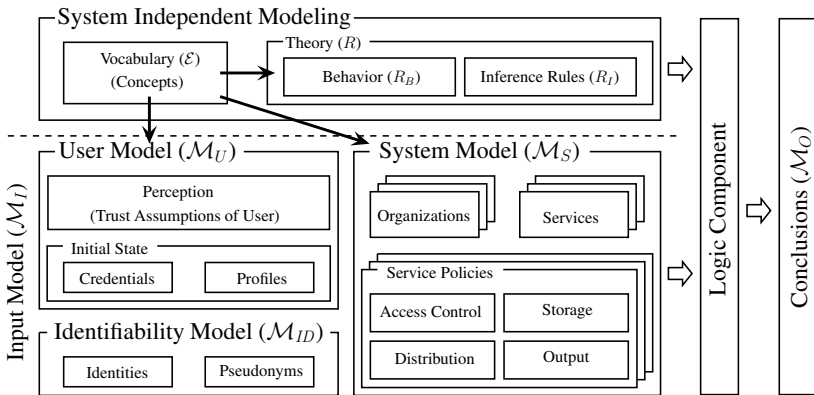 System Independent Modeling
Vocabulary (ℰ)
(Concepts)
Theory (R)
Behavior (R_B)
Inference Rules (R_I)
Input Model (ℳ_I)
User Model (ℳ_U)
Perception
(Trust Assumptions of User)
Initial State
Credentials
Profiles
Identifiability Model (ℳ_ID)
Identities
Pseudonyms
System Model (ℳ_S)
Organizations
Services
Service Policies
Access Control
Storage
Distribution
Output
Logic Component
Conclusions (ℳ_O)